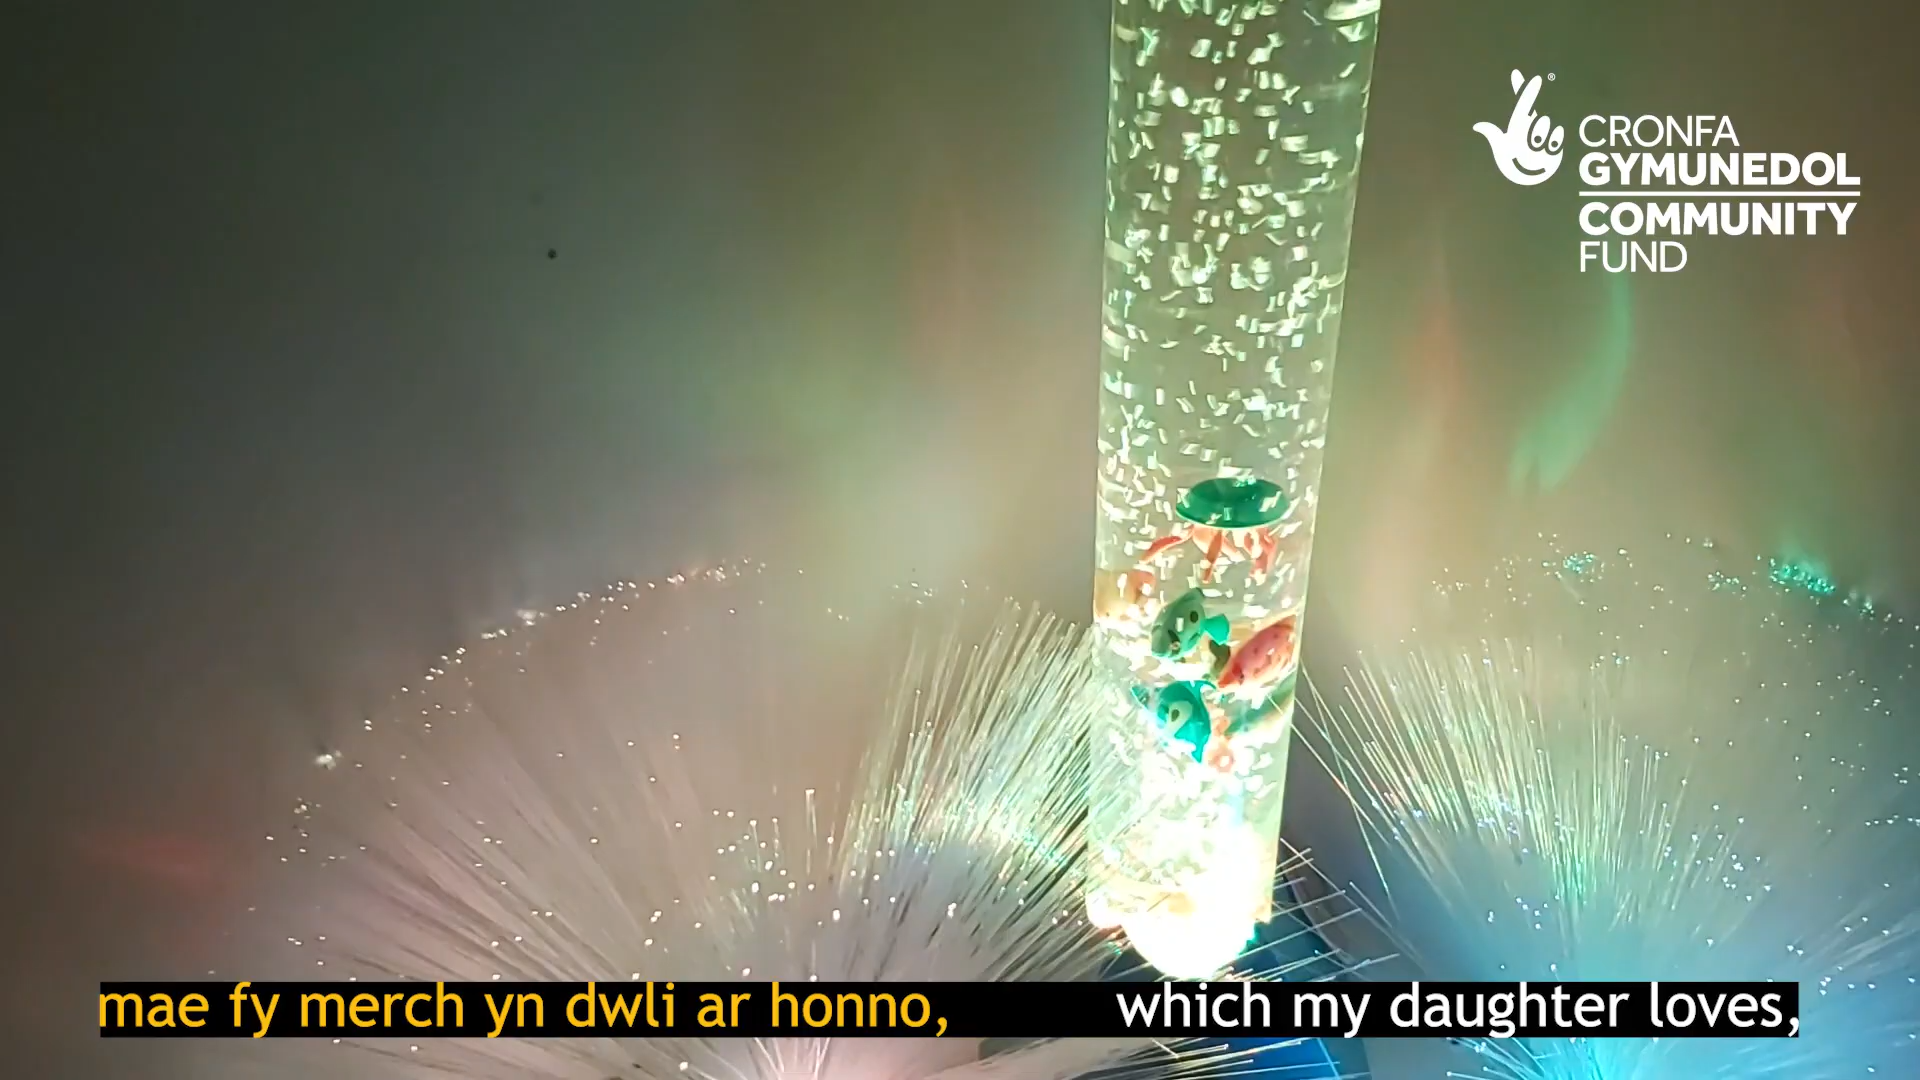 ®
CRONFA
GYMUNEDOL
COMMUNITY
FUND
mae fy merch yn dwli ar honno,
which my daughter loves,